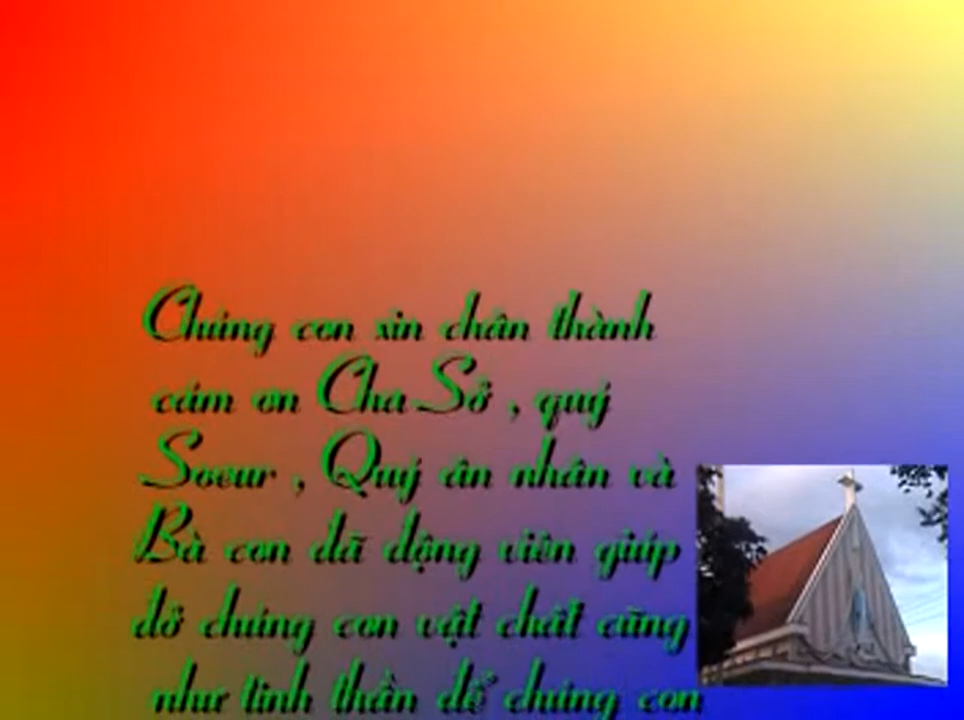 Chúng con xin chân thành
cám ơn Cha Sở , quý
Soeur , Quý ân nhân và
Bà con đã động viên giúp
đỡ chúng con vật chất cũng
như tinh thần để chúng con